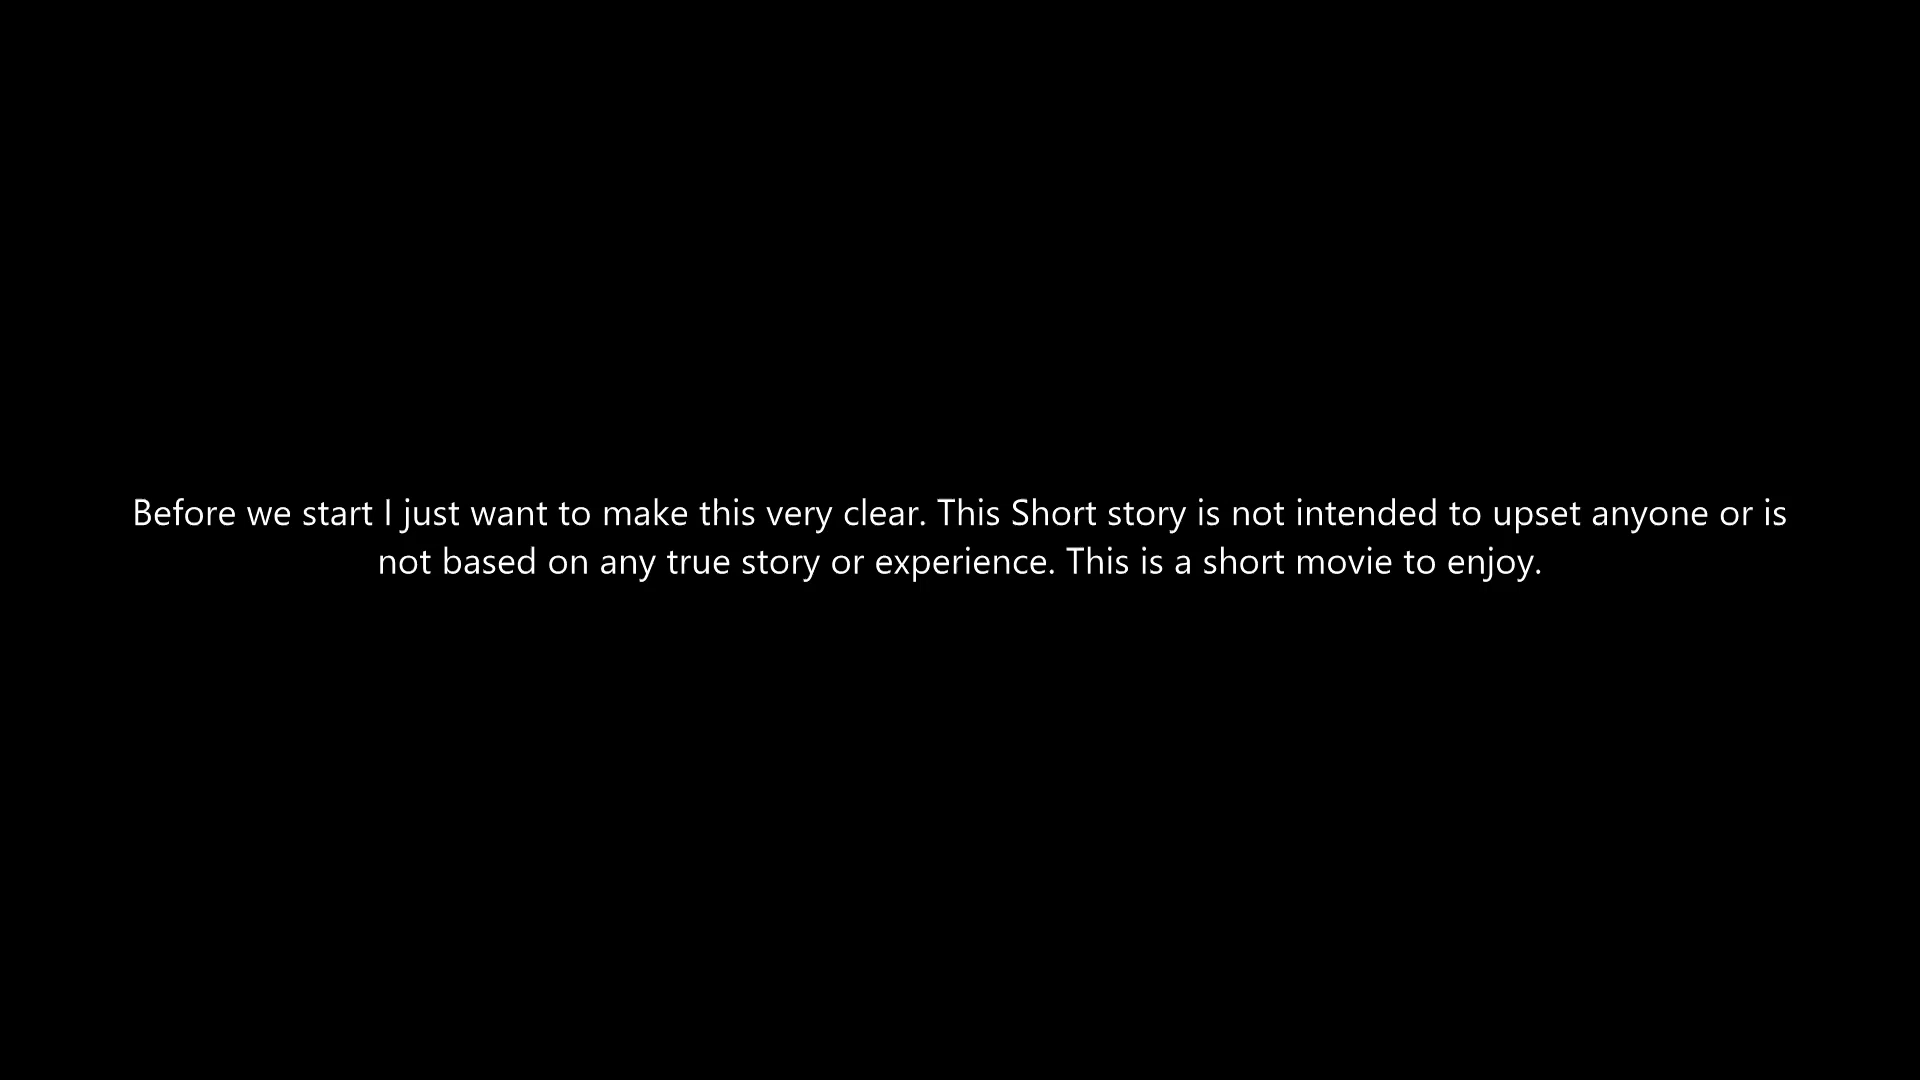 Before we start I just want to make this very clear. This Short story is not intended to upset anyone or is
not based on any true story or experience. This is a short movie to enjoy.